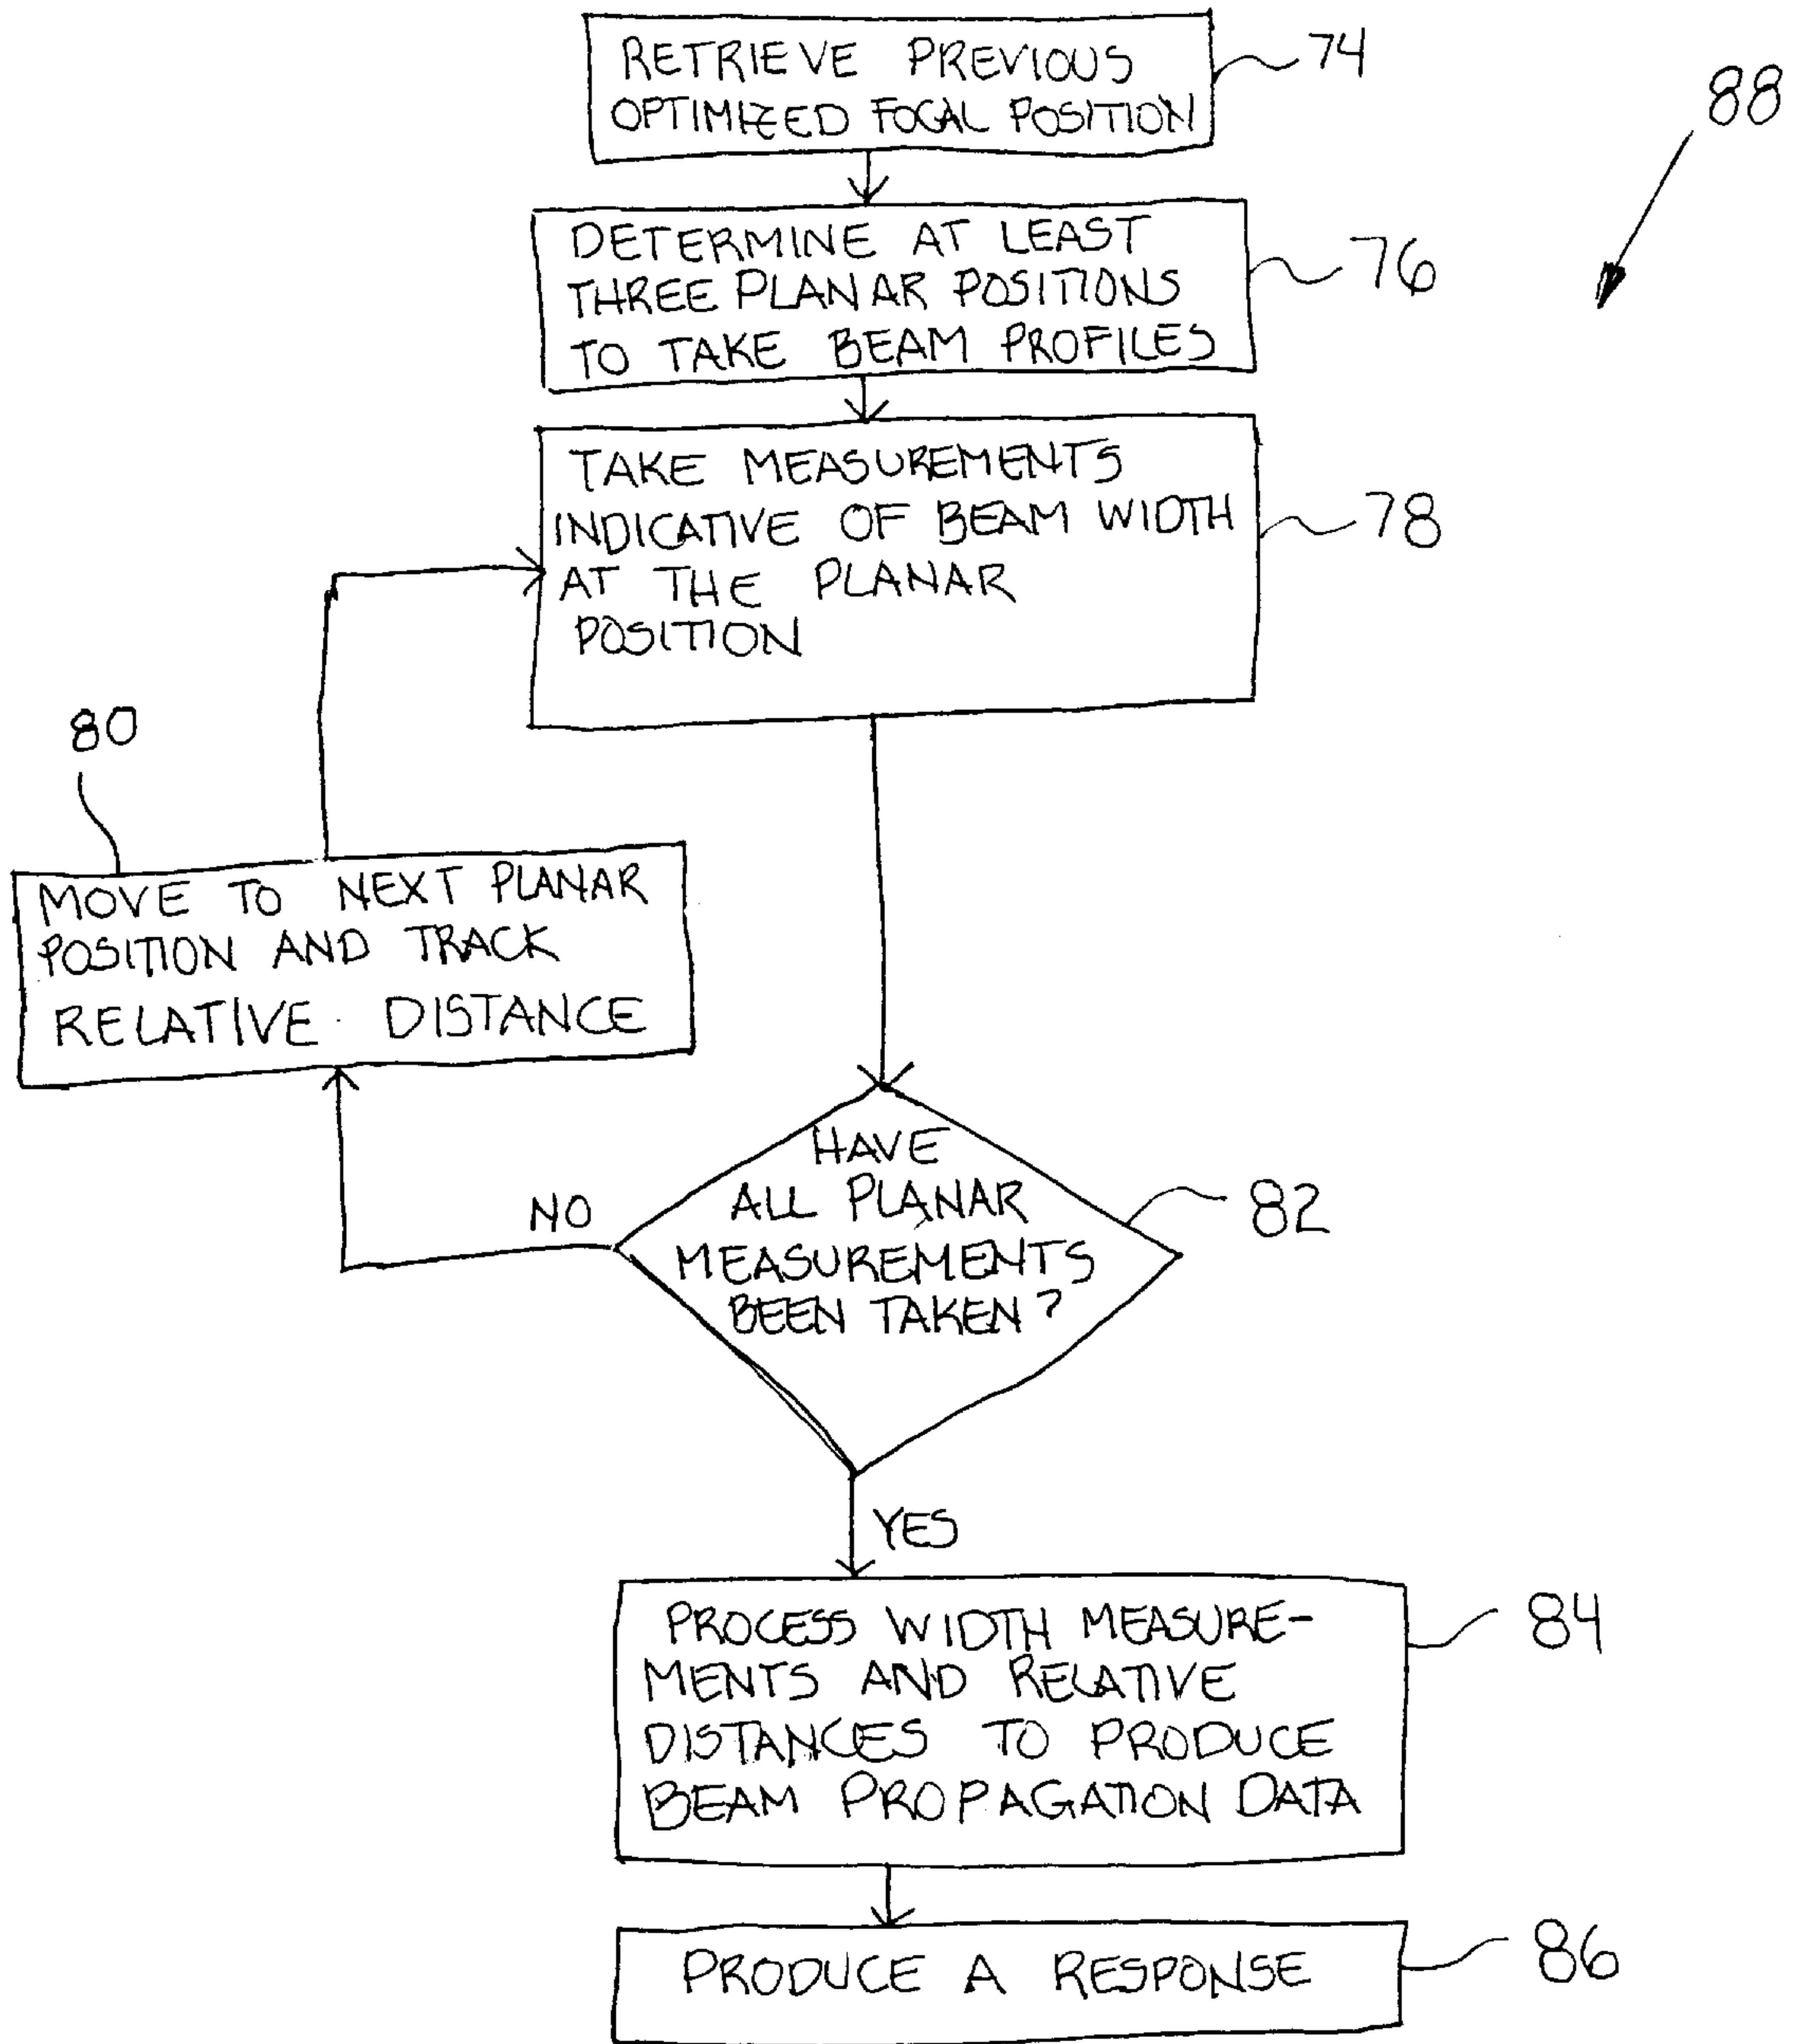 RETRIEVE PREVIOUS
OPTIMIZED FOCAL POSITION
74
88
DETERMINE AT LEAST
THREE PLANAR POSITIONS
TO TAKE BEAM PROFILES
76
TAKE MEASUREMENTS
INDICATIVE OF BEAM WIDTH
AT THE PLANAR
POSITION
78
80
MOVE TO NEXT PLANAR
POSITION AND TRACK
RELATIVE DISTANCE
HAVE
ALL PLANAR
MEASUREMENTS
BEEN TAKEN?
82
NO
YES
PROCESS WIDTH MEASURE-
MENTS AND RELATIVE
DISTANCES TO PRODUCE
BEAM PROPAGATION DATA
84
PRODUCE A RESPONSE
86